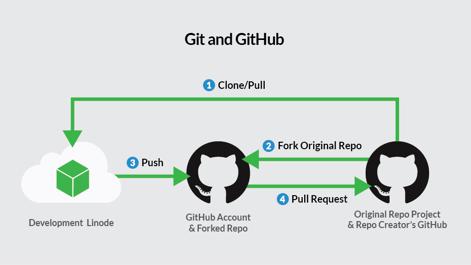 Git and GitHub
1 Clone/Pull
2 Fork Original Repo
3 Push
4 Pull Request
Development Linode
GitHub Account
& Forked Repo
Original Repo Project
& Repo Creator's GitHub